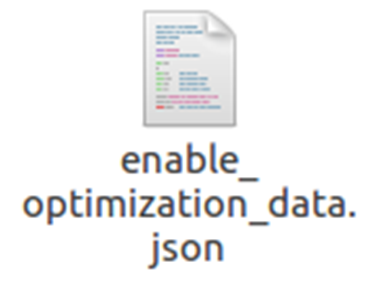 enable_
optimization_data.
json